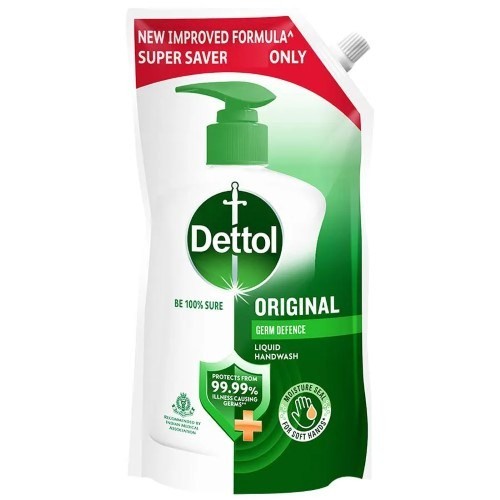 NEW IMPROVED FORMULA^
SUPER SAVER ONLY
Dettol
BE 100% SURE
ORIGINAL
GERM DEFENCE
LIQUID
HANDWASH
PROTECTS FROM
99.99%
ILLNESS CAUSING
GERMS**
MOISTURE SEAL
FOR SOFT HANDS*
RECOMMENDED BY
INDIAN MEDICAL
ASSOCIATION